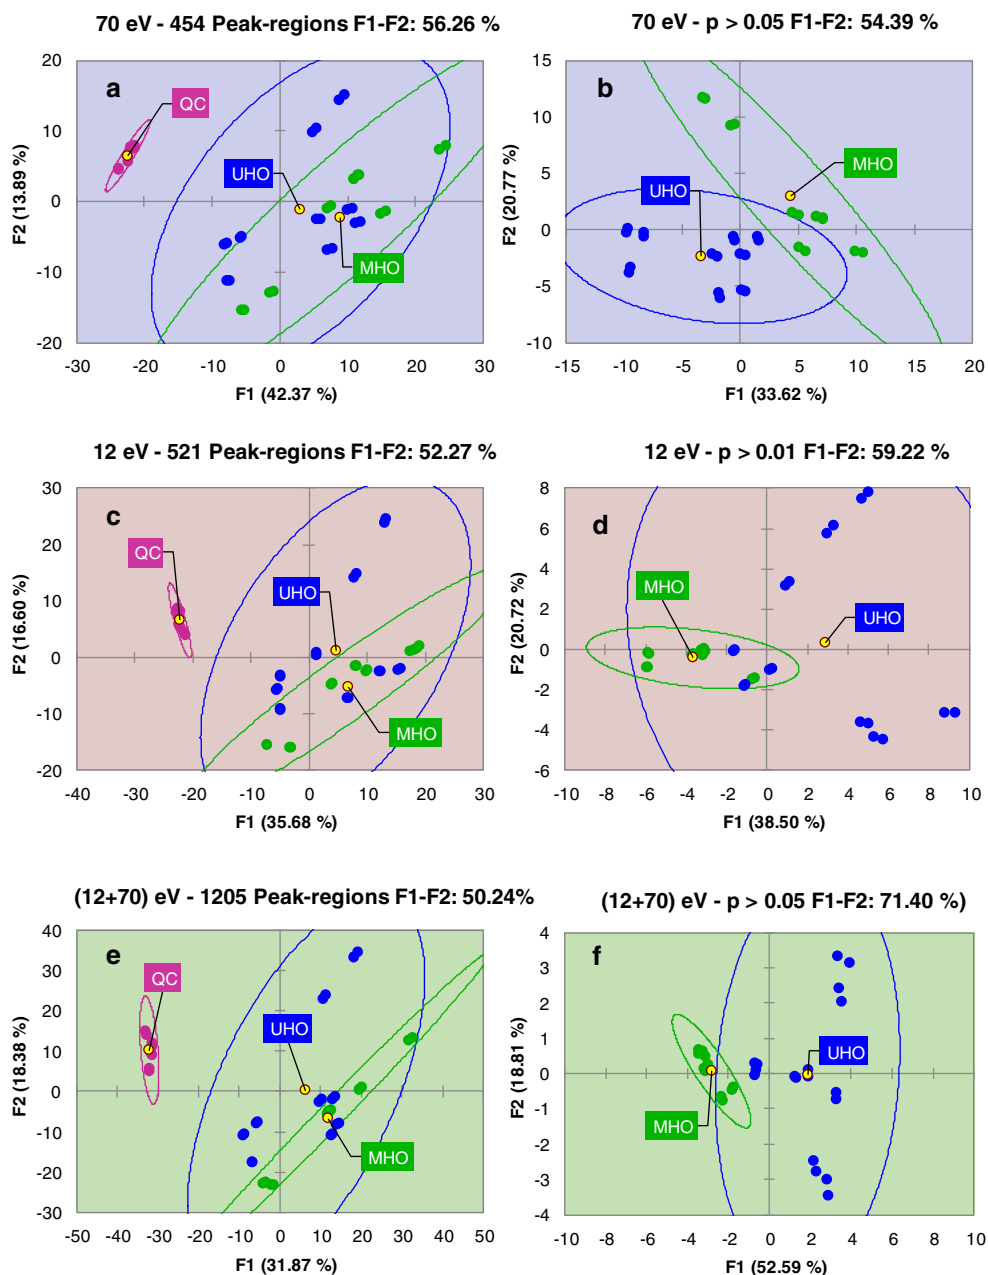 70 eV - 454 Peak-regions F1-F2: 56.26 %
70 eV - p > 0.05 F1-F2: 54.39 %
20
10
0
-10
-20
F2 (13.89 %)
a
QC
UHO
MHO
-30 -20 -10 0 10 20 30
F1 (42.37 %)
15
10
5
0
-5
-10
F2 (20.77 %)
b
MHO
UHO
-15 -10 -5 0 5 10 15 20
F1 (33.62 %)
12 eV - 521 Peak-regions F1-F2: 52.27 %
12 eV - p > 0.01 F1-F2: 59.22 %
30
20
10
0
-10
-20
F2 (16.60 %)
c
QC
UHO
MHO
-40 -30 -20 -10 0 10 20 30
F1 (35.68 %)
8
6
4
2
0
-2
-4
-6
F2 (20.72 %)
d
MHO
UHO
-10 -8 -6 -4 -2 0 2 4 6 8 10
F1 (38.50 %)
(12+70) eV - 1205 Peak-regions F1-F2: 50.24%
(12+70) eV - p > 0.05 F1-F2: 71.40 %)
40
30
20
10
0
-10
-20
-30
F2 (18.38 %)
e
QC
UHO
MHO
-50 -40 -30 -20 -10 0 10 20 30 40 50
F1 (31.87 %)
4
3
2
1
0
-1
-2
-3
-4
F2 (18.81 %)
f
UHO
MHO
-10 -8 -6 -4 -2 0 2 4 6 8 10
F1 (52.59 %)